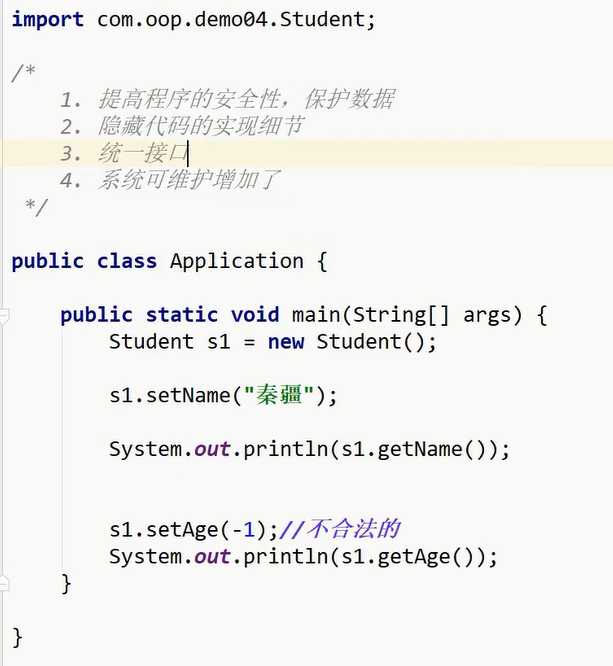 import com.oop.demo04.Student;
/*
1. 提高程序的安全性，保护数据
2. 隐藏代码的实现细节
3. 统一接口
4. 系统可维护增加了
*/
public class Application {
public static void main(String[] args) {
Student s1 = new Student();
s1.setName("秦疆");
System.out.println(s1.getName());
s1.setAge(-1);//不合法的
System.out.println(s1.getAge());
}
}